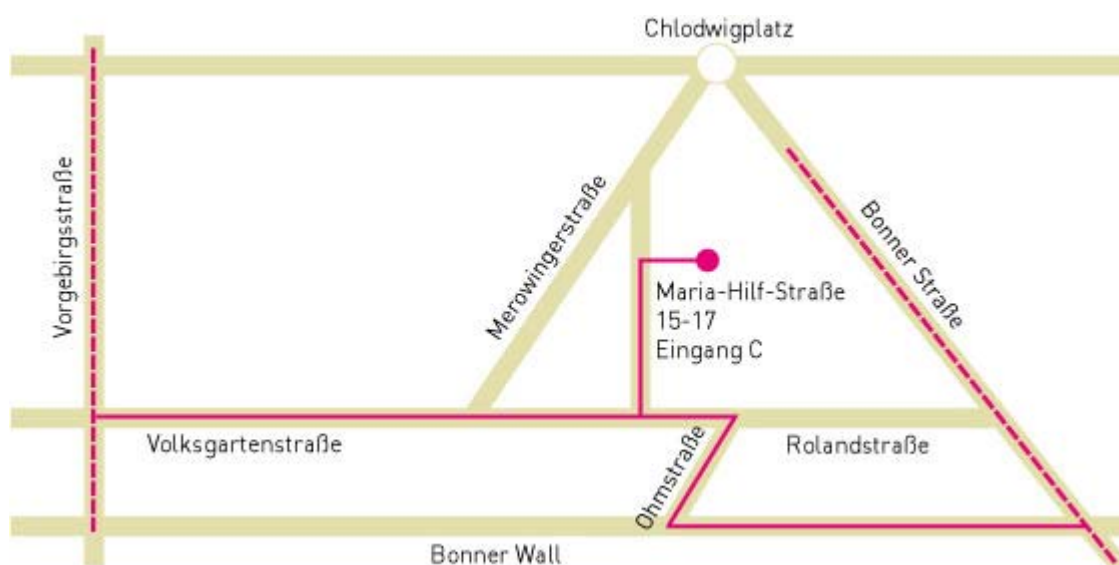 Chlodwigplatz
Vorgebirgsstraße
Merowingerstraße
Bonner Straße
Maria-Hilf-Straße
15-17
Eingang C
Volksgartenstraße
Ohmstraße
Rolandstraße
Bonner Wall